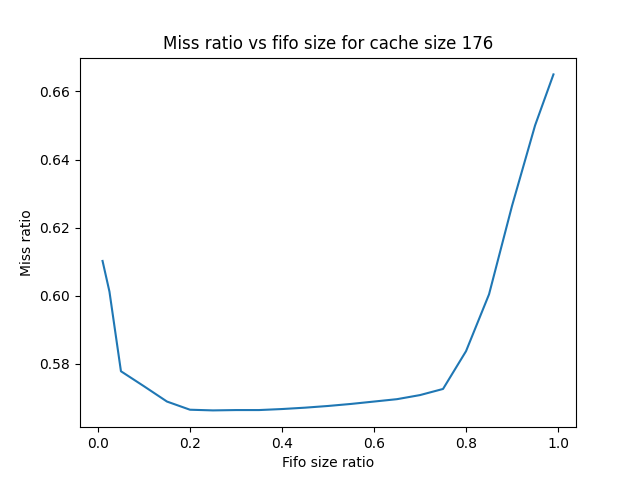 Miss ratio vs fifo size for cache size 176
0.66
0.64
0.62
0.60
0.58
Miss ratio
0.0 0.2 0.4 0.6 0.8 1.0
Fifo size ratio